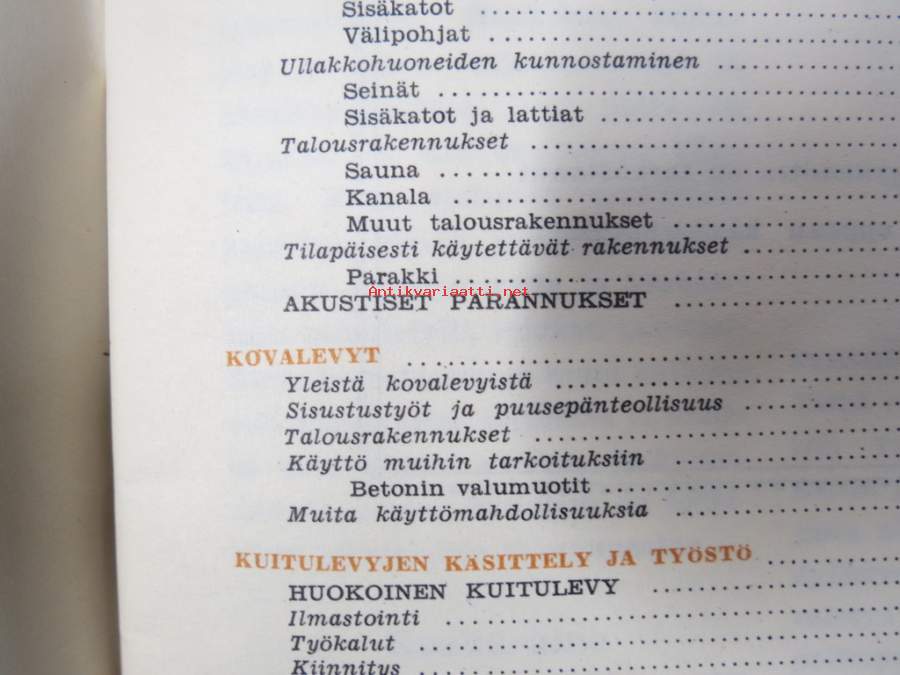 Sisäkatot ..........
Välipohjat ..........
Ullakkohuoneiden kunnostaminen ..........
Seinät ..........
Sisäkatot ja lattiat ..........
Talousrakennukset ..........
Sauna ..........
Kanala ..........
Muut talousrakennukset ..........
Tilapäisesti käytettävät rakennukset ..........
Parakki ..........
Antikvariaatti.net
AKUSTISET PARANNUKSET ..........
KOVALEVYT ..........
Yleistä kovalevyistä ..........
Sisustustyöt ja puusepänteollisuus ..........
Talousrakennukset ..........
Käyttö muihin tarkoituksiin ..........
Betonin valumuotit ..........
Muita käyttömahdollisuuksia ..........
KUITULEVYJEN KÄSITTELY JA TYÖSTÖ ..........
HUOKOINEN KUITULEVY ..........
Ilmastointi ..........
Työkalut ..........
Kiinnitys ..........